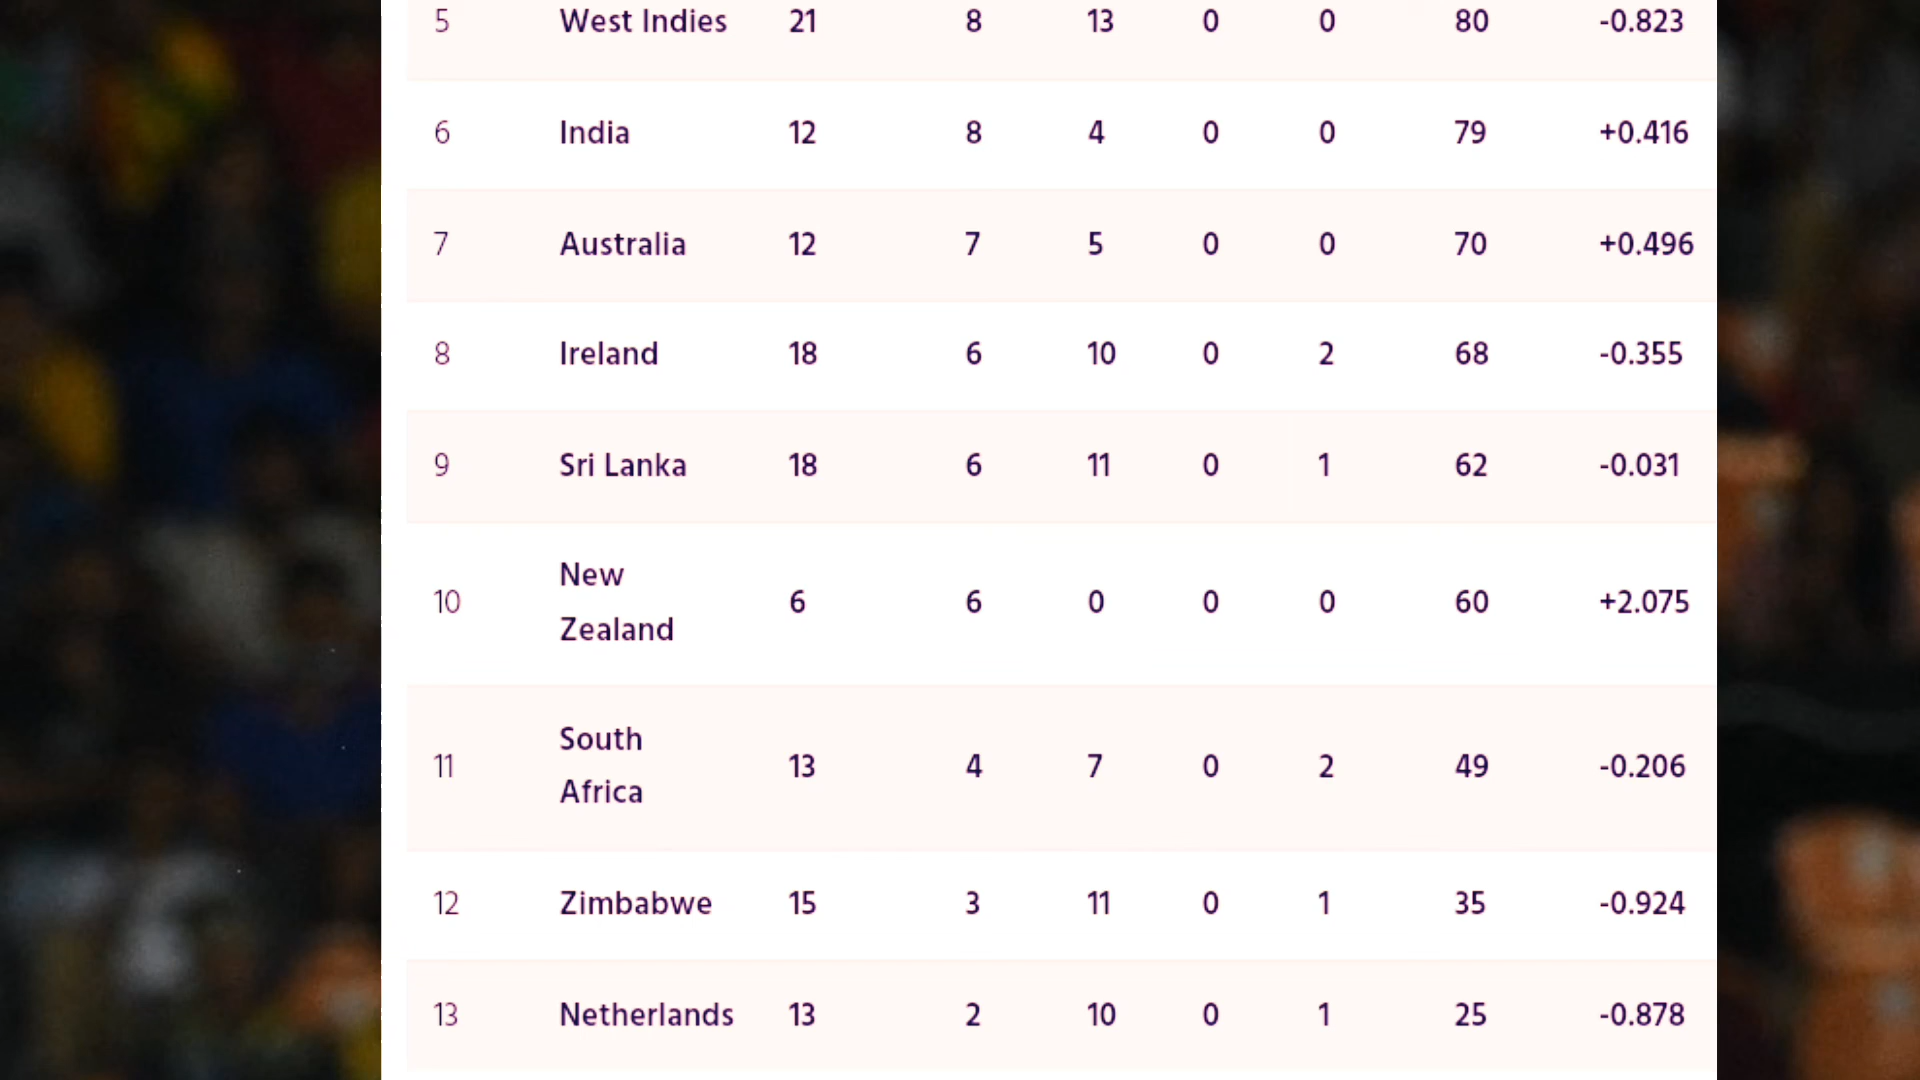 5 West Indies 21 8 13 0 0 80 -0.823
6 India 12 8 4 0 0 79 +0.416
7 Australia 12 7 5 0 0 70 +0.496
8 Ireland 18 6 10 0 2 68 -0.355
9 Sri Lanka 18 6 11 0 1 62 -0.031
10 New Zealand 6 6 0 0 0 60 +2.075
11 South Africa 13 4 7 0 2 49 -0.206
12 Zimbabwe 15 3 11 0 1 35 -0.924
13 Netherlands 13 2 10 0 1 25 -0.878